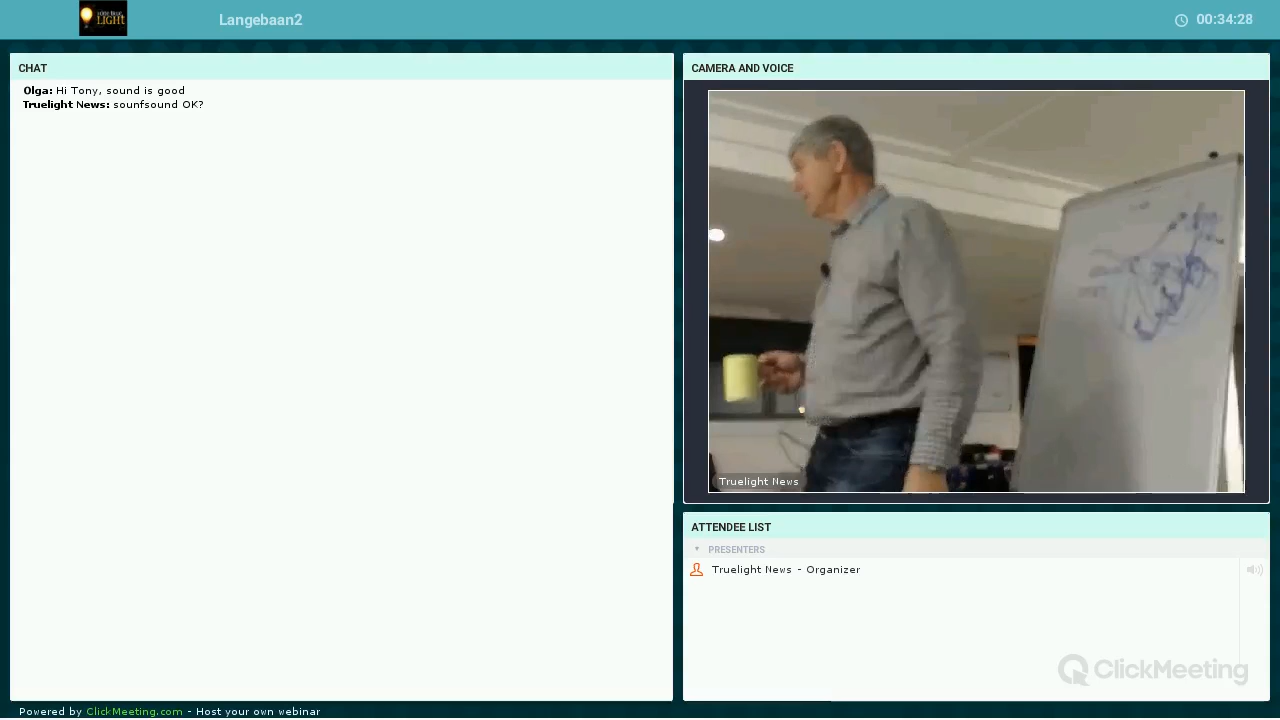 LIGHT
Langebaan2
00:34:28
CHAT
CAMERA AND VOICE
Olga: Hi Tony, sound is good
Truelight News: sounfsound OK?
Truelight News
ATTENDEE LIST
PRESENTERS
Truelight News - Organizer
ClickMeeting
Powered by ClickMeeting.com - Host your own webinar